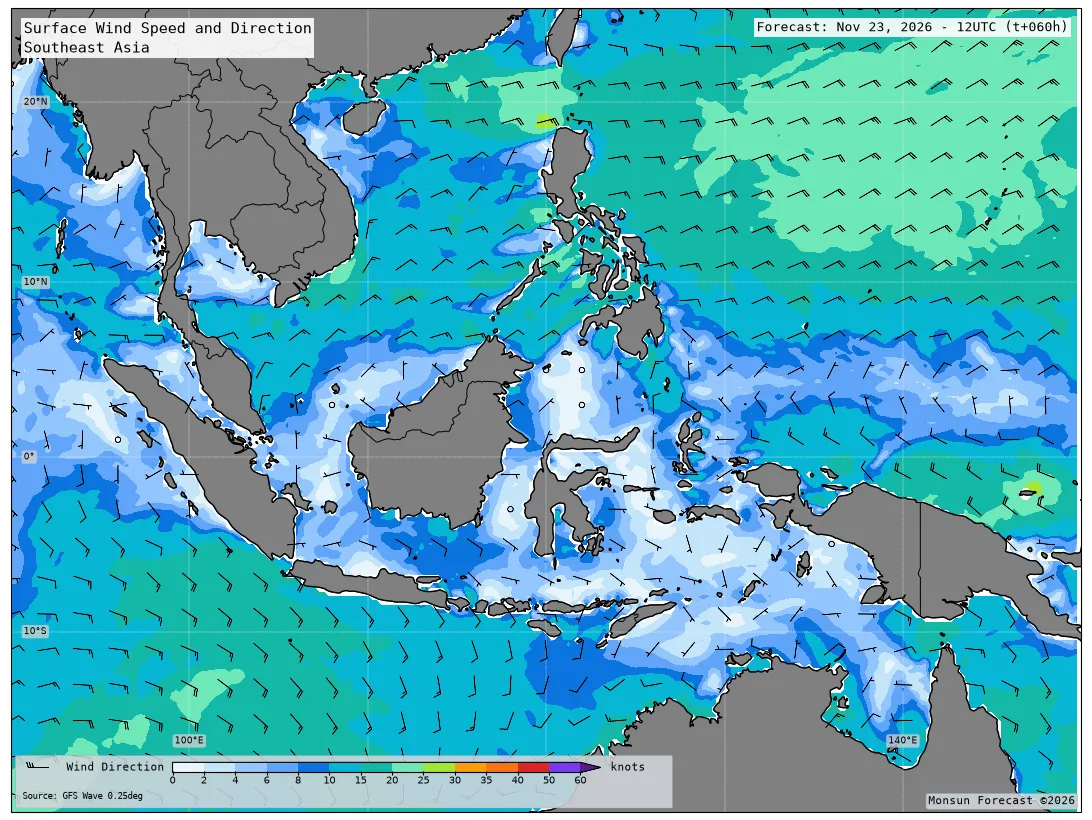 Surface Wind Speed and Direction
Southeast Asia
Forecast: Nov 23, 2026 - 12UTC (t+060h)
20°N
10°N
0°
10°S
100°E
140°E
Wind Direction
0 2 4 6 8 10 15 20 25 30 35 40 50 60
knots
Source: GFS Wave 0.25deg
Monsun Forecast ©2026